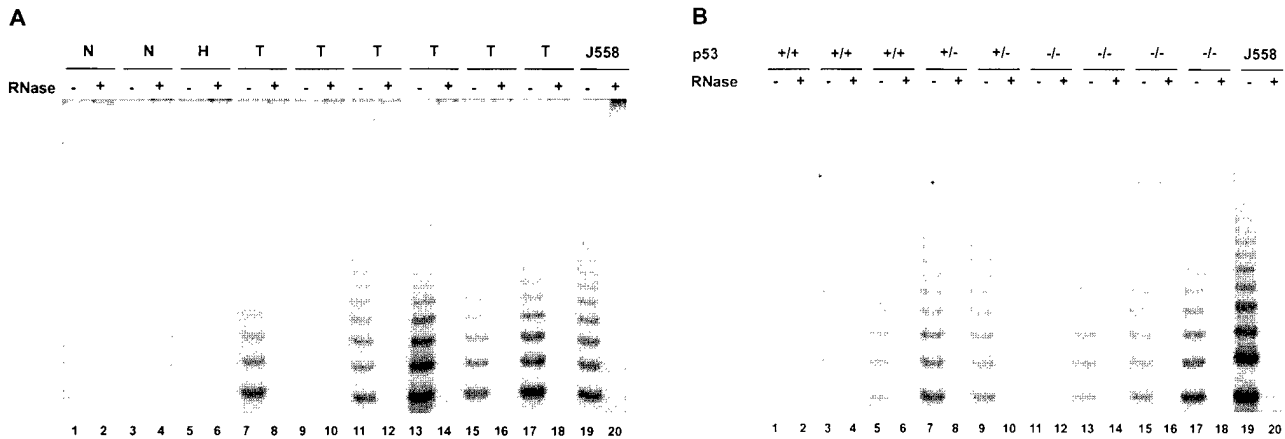 A
N N H T T T T T T J558
RNase - + - + - + - + - + - + - + - + - + - +
1 2 3 4 5 6 7 8 9 10 11 12 13 14 15 16 17 18 19 20
B
p53 +/+ +/+ +/+ +/- +/- -/- -/- -/- -/- J558
RNase - + - + - + - + - + - + - + - + - + - +
1 2 3 4 5 6 7 8 9 10 11 12 13 14 15 16 17 18 19 20